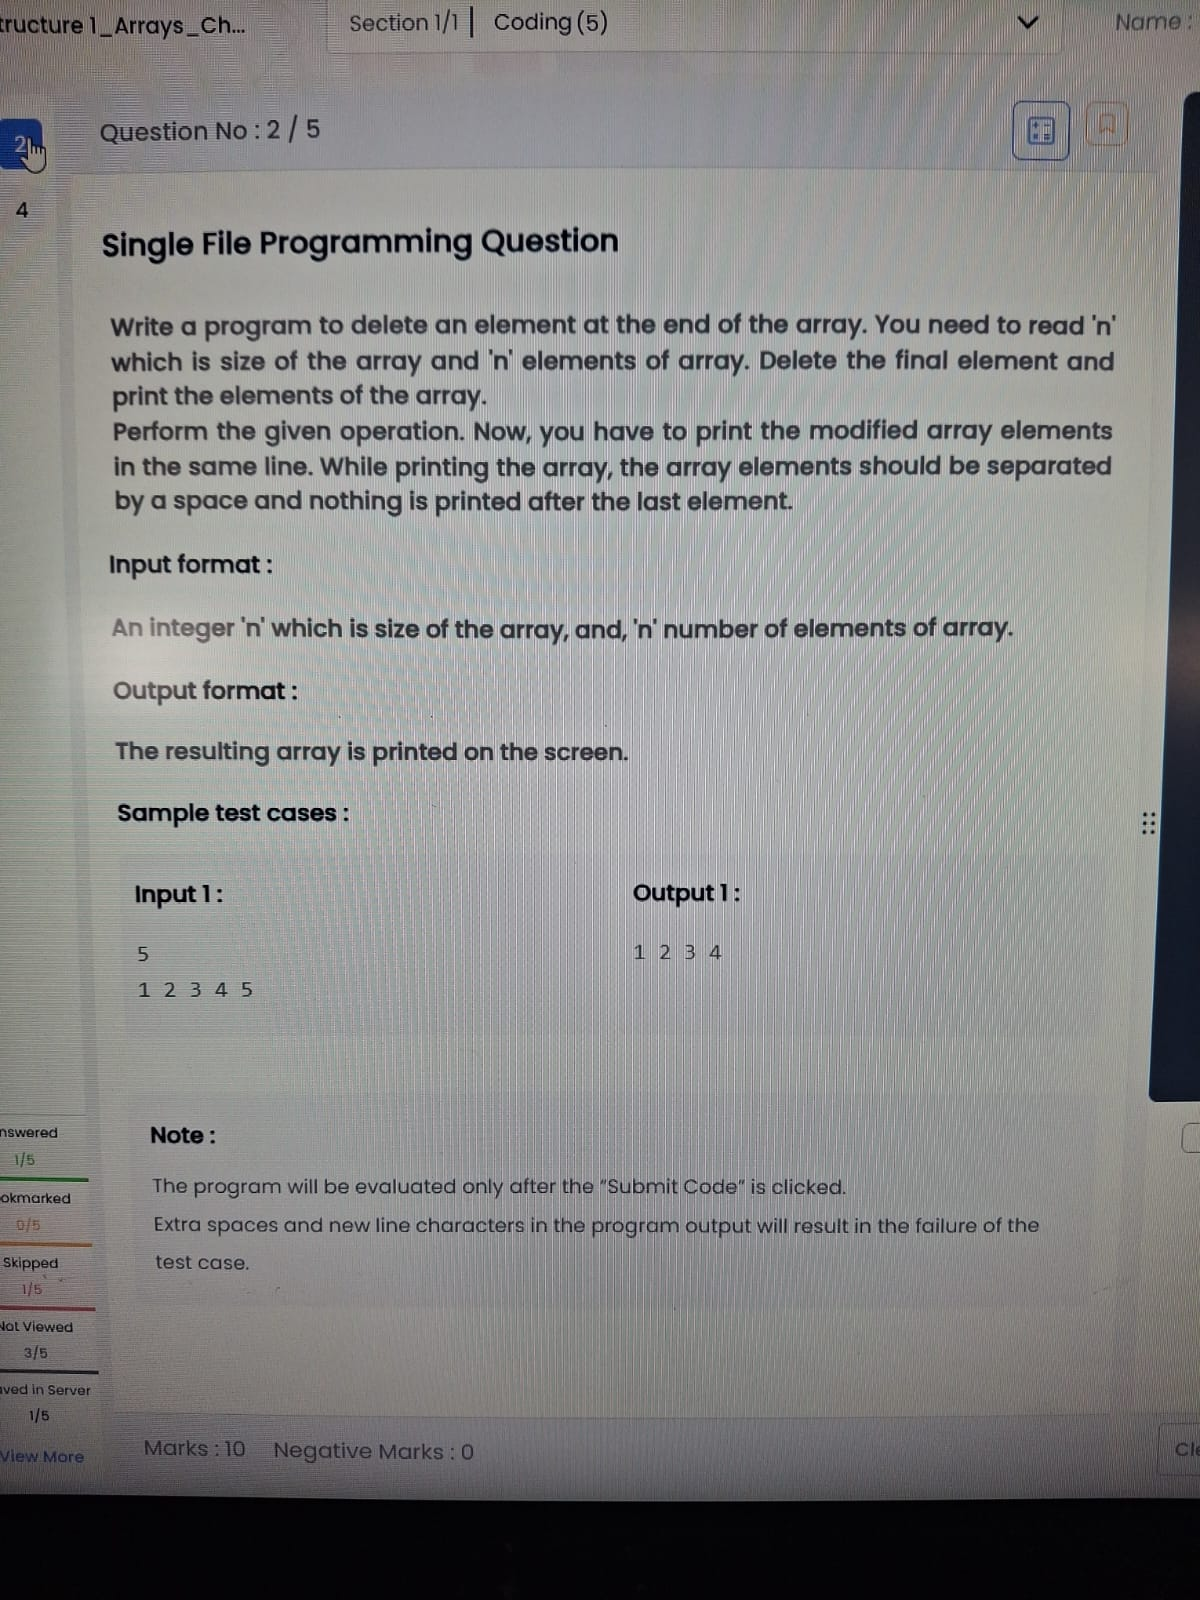 tructure 1_Arrays_Ch...
Section 1/1 | Coding (5)
Name :
2
Question No : 2 / 5
4
Single File Programming Question
Write a program to delete an element at the end of the array. You need to read 'n'
which is size of the array and 'n' elements of array. Delete the final element and
print the elements of the array.
Perform the given operation. Now, you have to print the modified array elements
in the same line. While printing the array, the array elements should be separated
by a space and nothing is printed after the last element.
Input format :
An integer 'n' which is size of the array, and, 'n' number of elements of array.
Output format :
The resulting array is printed on the screen.
Sample test cases :
Input 1 :
5
1 2 3 4 5
Output 1 :
1 2 3 4
Note :
The program will be evaluated only after the "Submit Code" is clicked.
Extra spaces and new line characters in the program output will result in the failure of the
test case.
nswered
1/5
okmarked
0/5
Skipped
1/5
Not Viewed
3/5
aved in Server
1/5
View More
Marks : 10 Negative Marks : 0
Cle